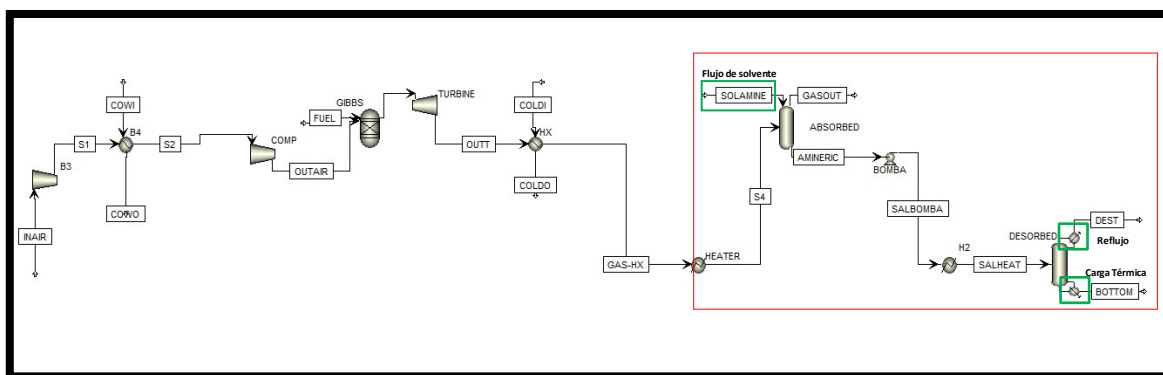 Flujo de solvente
SOLAMINE
GASOUT
COWI
COLDI
TURBINE
GIBBS
FUEL
B4
HX
ABSORBED
S1
S2
COMP
OUTT
B3
OUTAIR
AMINERIC
BOMBA
COLDO
S4
COWO
SALBOMBA
DEST
INAIR
DESORBED
Reflujo
H2
HEATER
GAS-HX
SALHEAT
Carga Térmica
BOTTOM